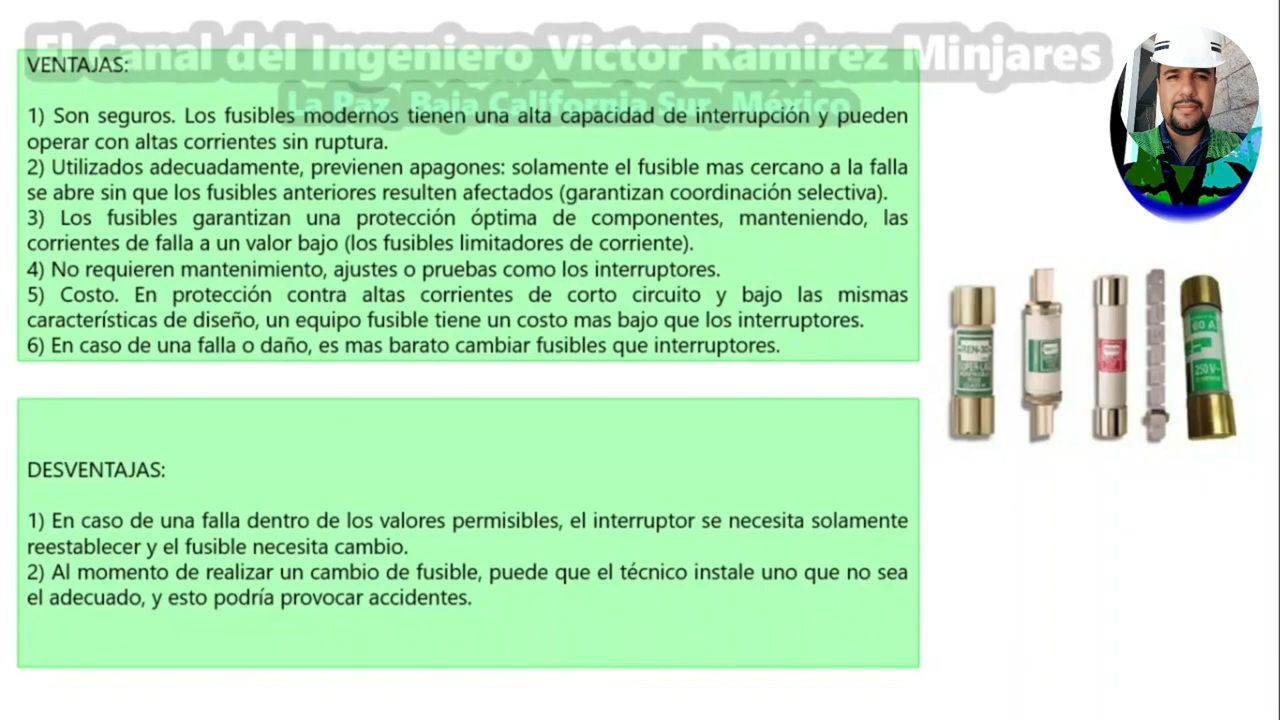 El Canal del Ingeniero Victor Ramirez Minjares
La Paz, Baja California Sur, México
VENTAJAS:
1) Son seguros. Los fusibles modernos tienen una alta capacidad de interrupción y pueden
operar con altas corrientes sin ruptura.
2) Utilizados adecuadamente, previenen apagones: solamente el fusible mas cercano a la falla
se abre sin que los fusibles anteriores resulten afectados (garantizan coordinación selectiva).
3) Los fusibles garantizan una protección óptima de componentes, manteniendo, las
corrientes de falla a un valor bajo (los fusibles limitadores de corriente).
4) No requieren mantenimiento, ajustes o pruebas como los interruptores.
5) Costo. En protección contra altas corrientes de corto circuito y bajo las mismas
características de diseño, un equipo fusible tiene un costo mas bajo que los interruptores.
6) En caso de una falla o daño, es mas barato cambiar fusibles que interruptores.
DESVENTAJAS:
1) En caso de una falla dentro de los valores permisibles, el interruptor se necesita solamente
reestablecer y el fusible necesita cambio.
2) Al momento de realizar un cambio de fusible, puede que el técnico instale uno que no sea
el adecuado, y esto podría provocar accidentes.
REN-30
60 A
250 V~